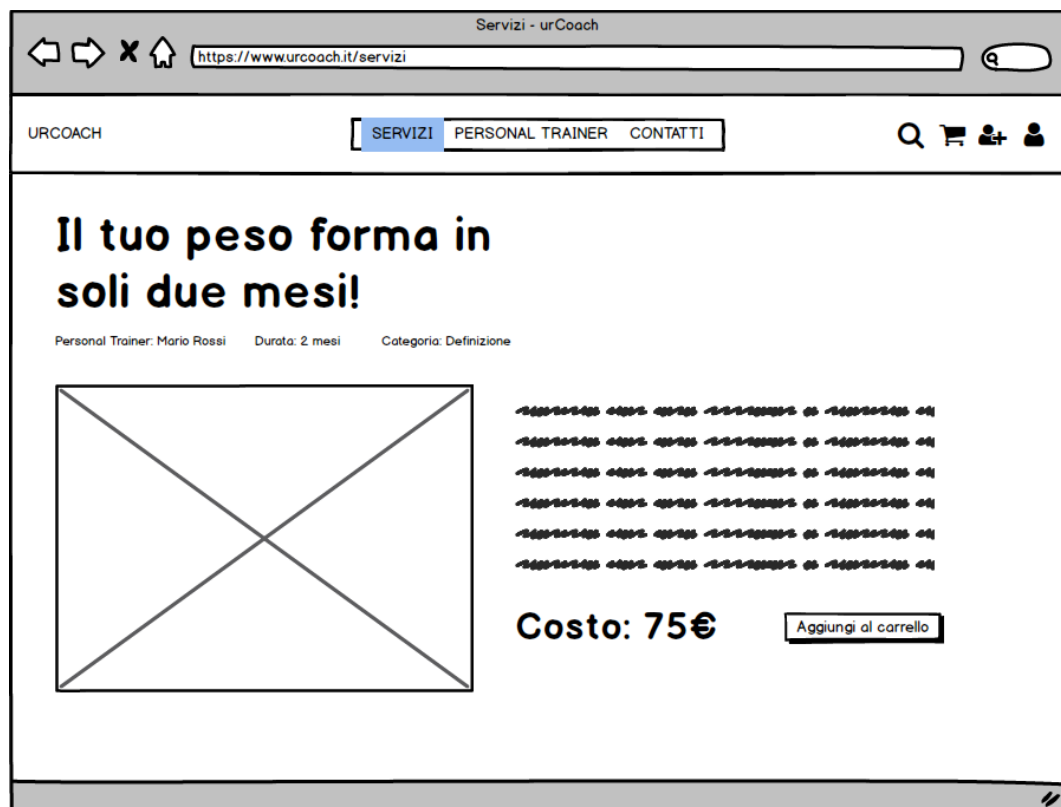 Servizi - urCoach
https://www.urcoach.it/servizi
URCOACH
SERVIZI PERSONAL TRAINER CONTATTI
Il tuo peso forma in
soli due mesi!
Personal Trainer: Mario Rossi Durata: 2 mesi Categoria: Definizione
Costo: 75€
Aggiungi al carrello